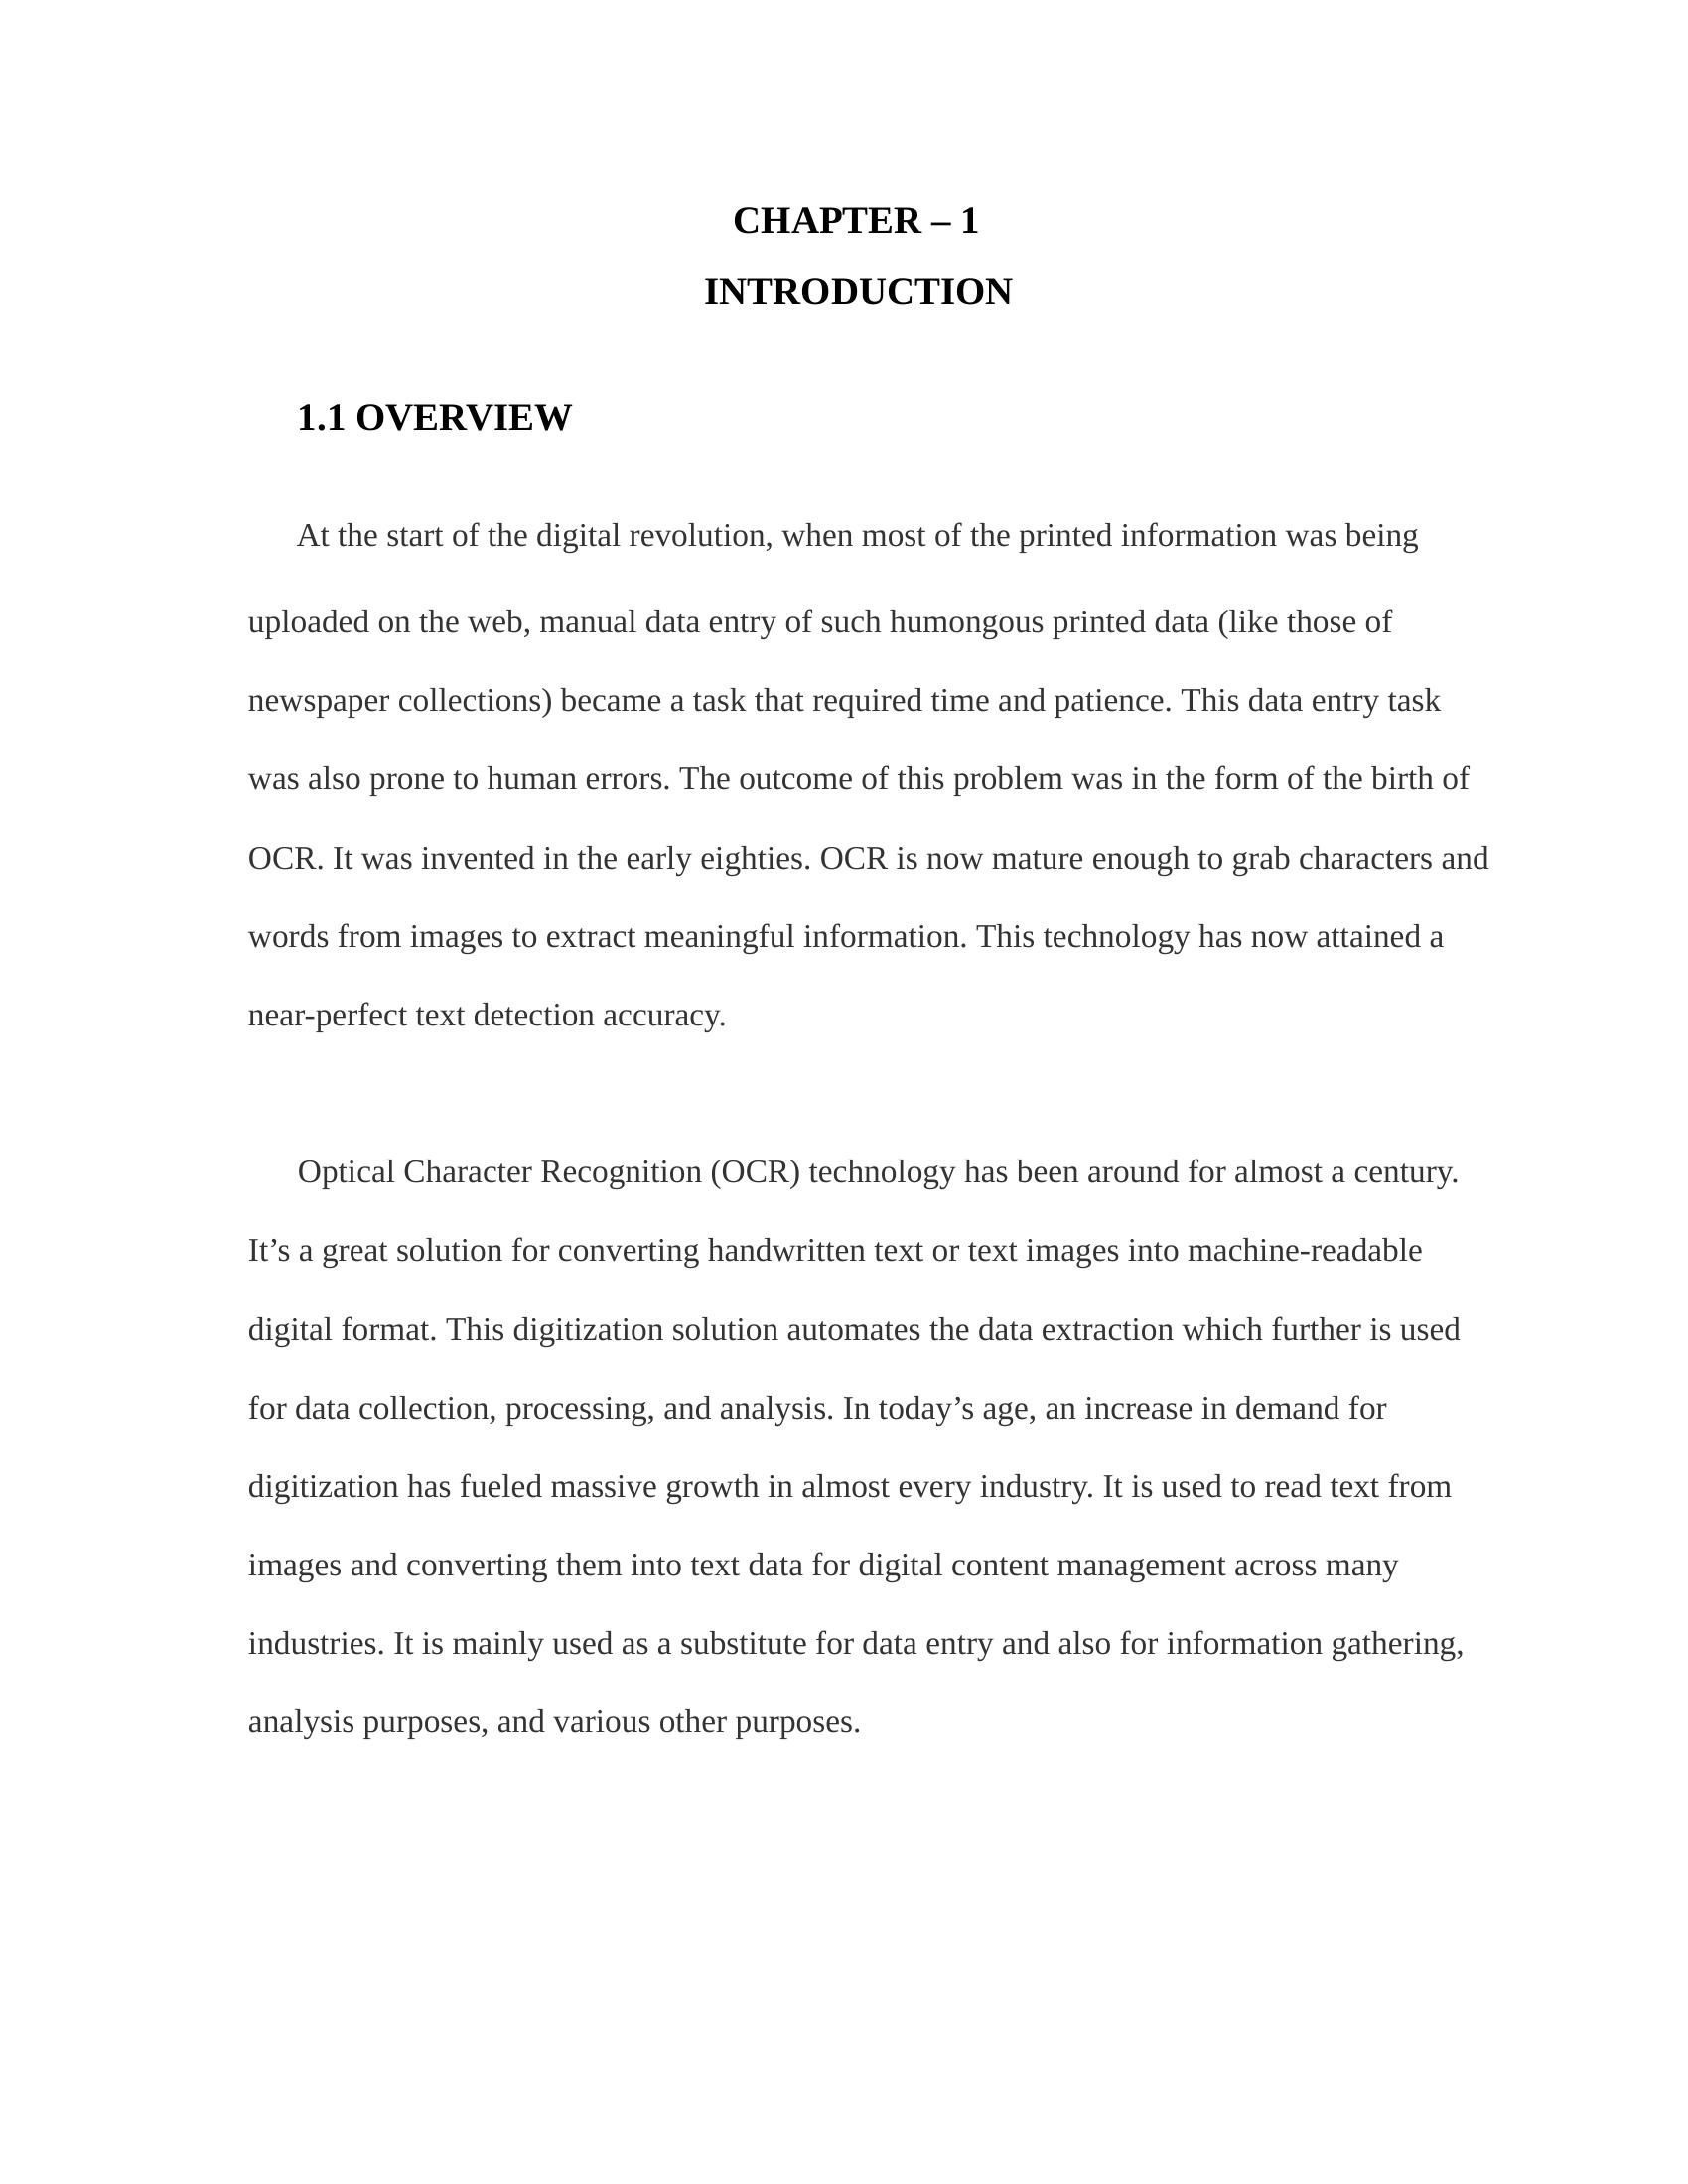 CHAPTER – 1
INTRODUCTION
1.1 OVERVIEW
At the start of the digital revolution, when most of the printed information was being
uploaded on the web, manual data entry of such humongous printed data (like those of
newspaper collections) became a task that required time and patience. This data entry task
was also prone to human errors. The outcome of this problem was in the form of the birth of
OCR. It was invented in the early eighties. OCR is now mature enough to grab characters and
words from images to extract meaningful information. This technology has now attained a
near-perfect text detection accuracy.
Optical Character Recognition (OCR) technology has been around for almost a century.
It’s a great solution for converting handwritten text or text images into machine-readable
digital format. This digitization solution automates the data extraction which further is used
for data collection, processing, and analysis. In today’s age, an increase in demand for
digitization has fueled massive growth in almost every industry. It is used to read text from
images and converting them into text data for digital content management across many
industries. It is mainly used as a substitute for data entry and also for information gathering,
analysis purposes, and various other purposes.